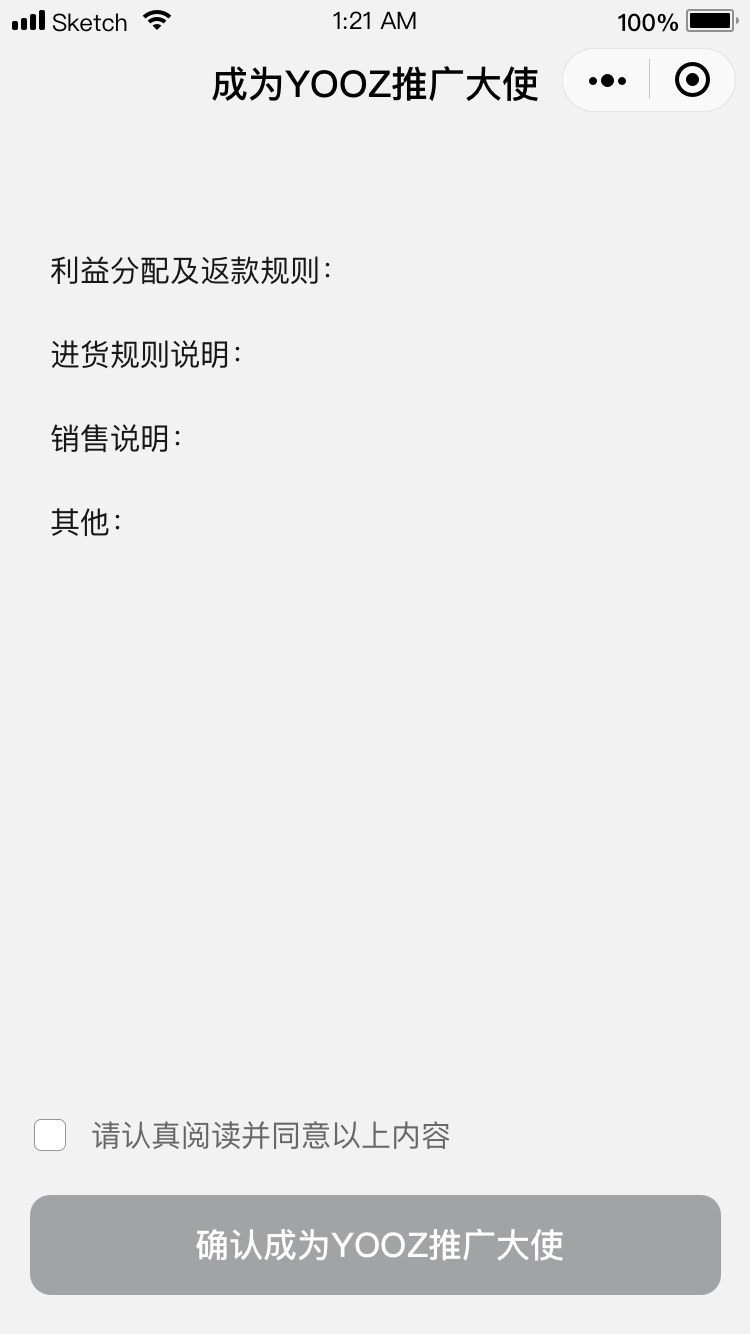 Sketch 1:21 AM 100%
成为YOOZ推广大使
利益分配及返款规则：
进货规则说明：
销售说明：
其他：
请认真阅读并同意以上内容
确认成为YOOZ推广大使